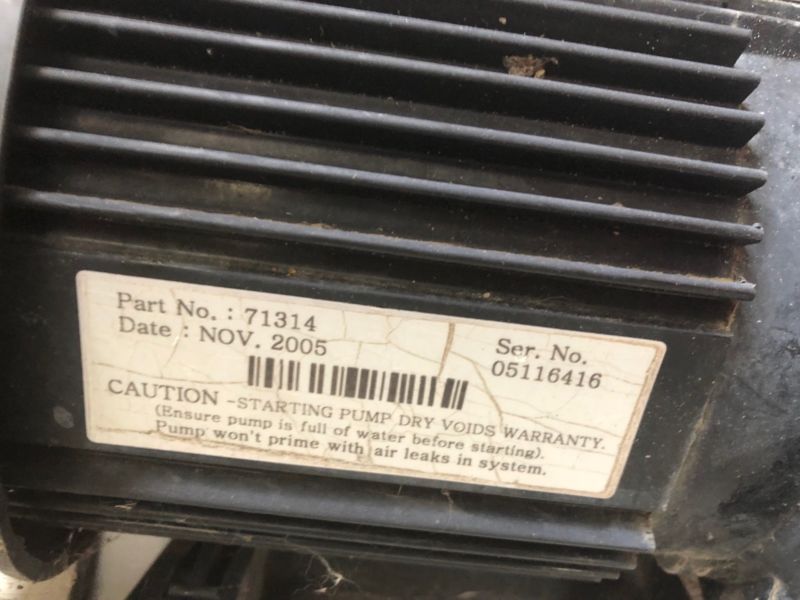 Part No. : 71314
Date : NOV. 2005
Ser. No.
05116416
CAUTION -STARTING PUMP DRY VOIDS WARRANTY.
(Ensure pump is full of water before starting).
Pump won't prime with air leaks in system.